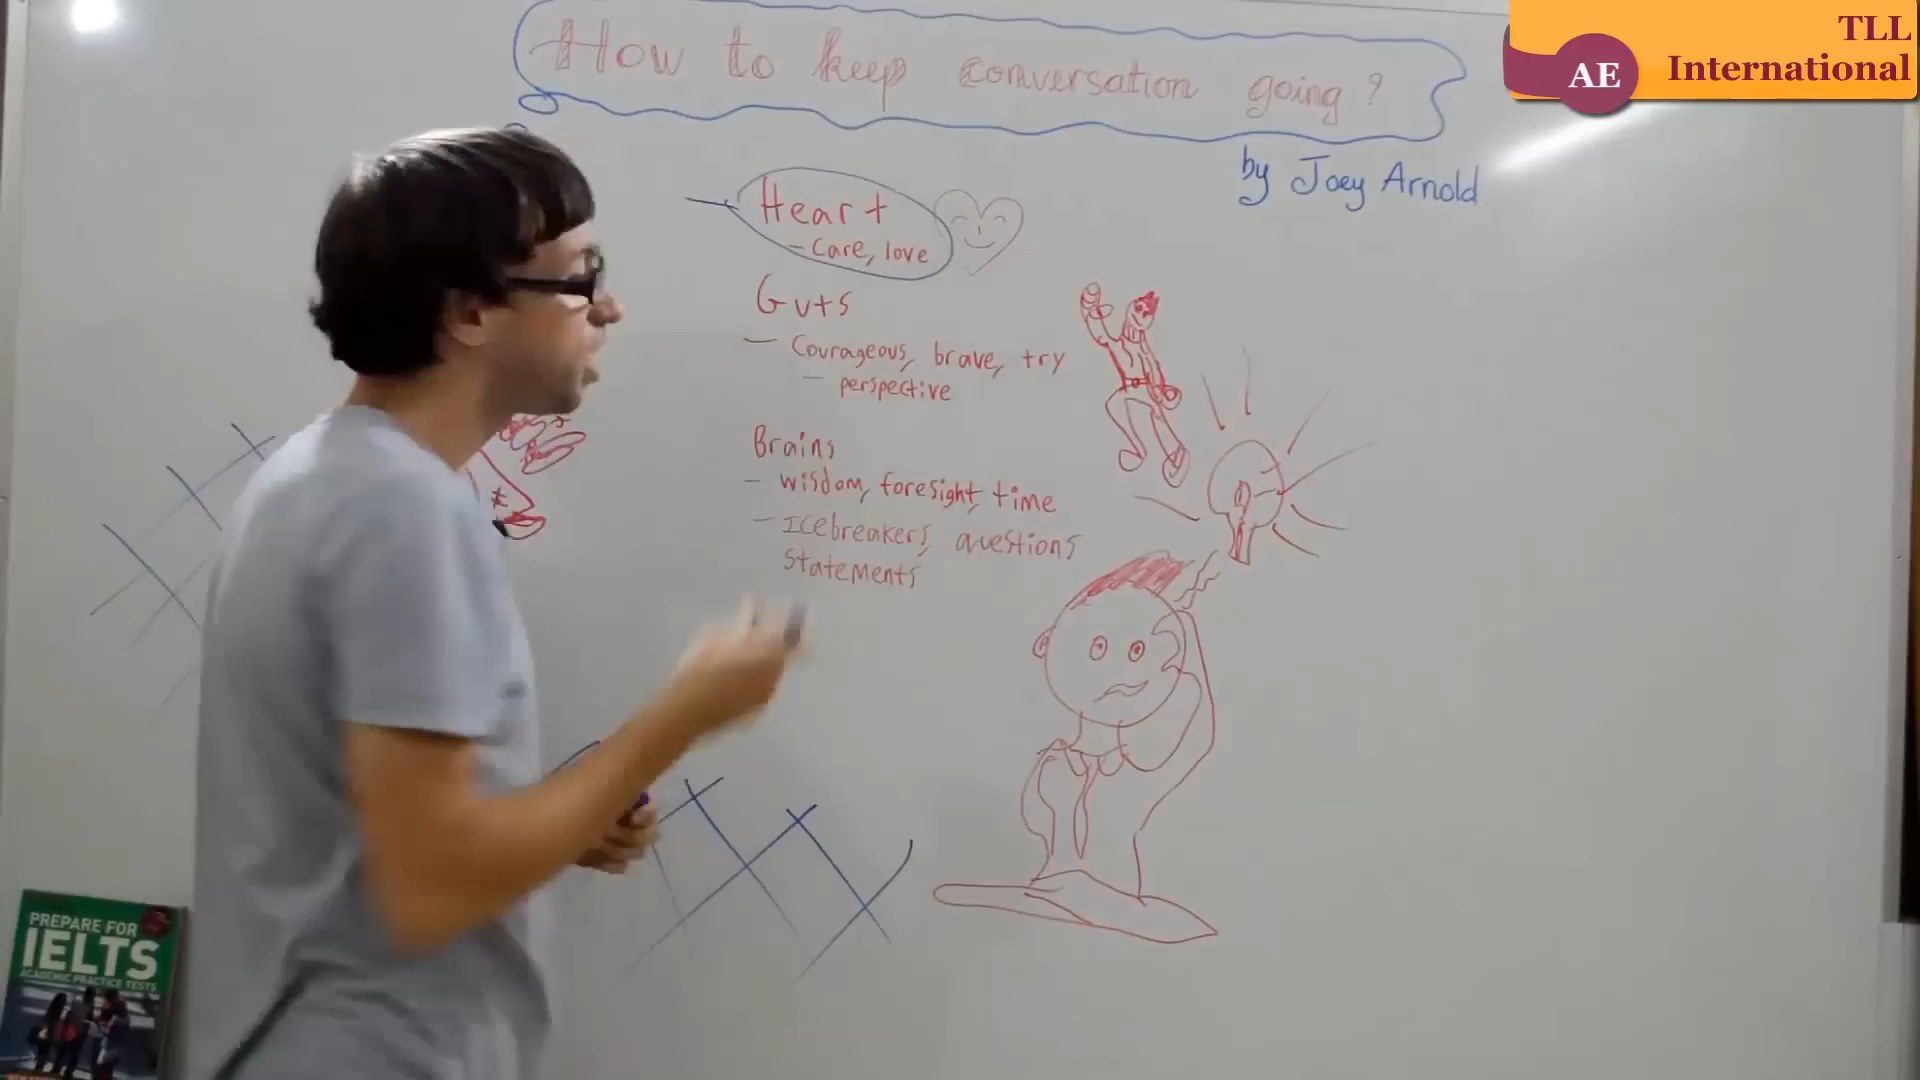 How to keep conversation going?
TLL
International
AE
by Joey Arnold
Heart
- care, love
Guts
- Courageous, brave, try
- perspective
Brains
- wisdom, foresight, time
- Icebreakers, questions
statements
PREPARE FOR
IELTS
ACADEMIC PRACTICE TESTS